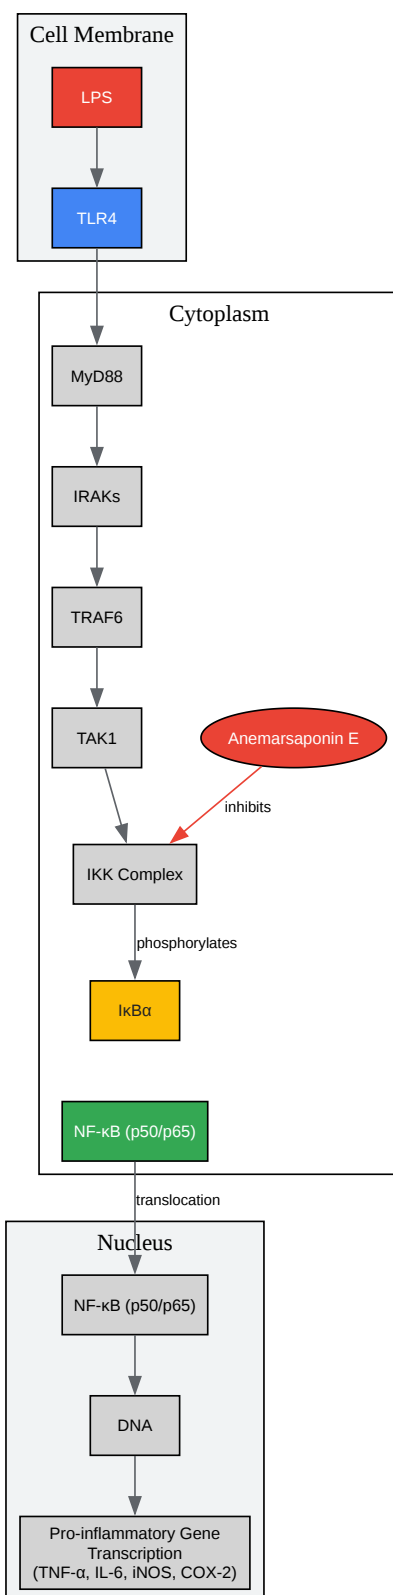 Cell Membrane
LPS
TLR4
Cytoplasm
MyD88
IRAKs
TRAF6
TAK1
Anemarsaponin E
inhibits
IKK Complex
phosphorylates
IκBα
NF-κB (p50/p65)
translocation
Nucleus
NF-κB (p50/p65)
DNA
Pro-inflammatory Gene
Transcription
(TNF-α, IL-6, iNOS, COX-2)